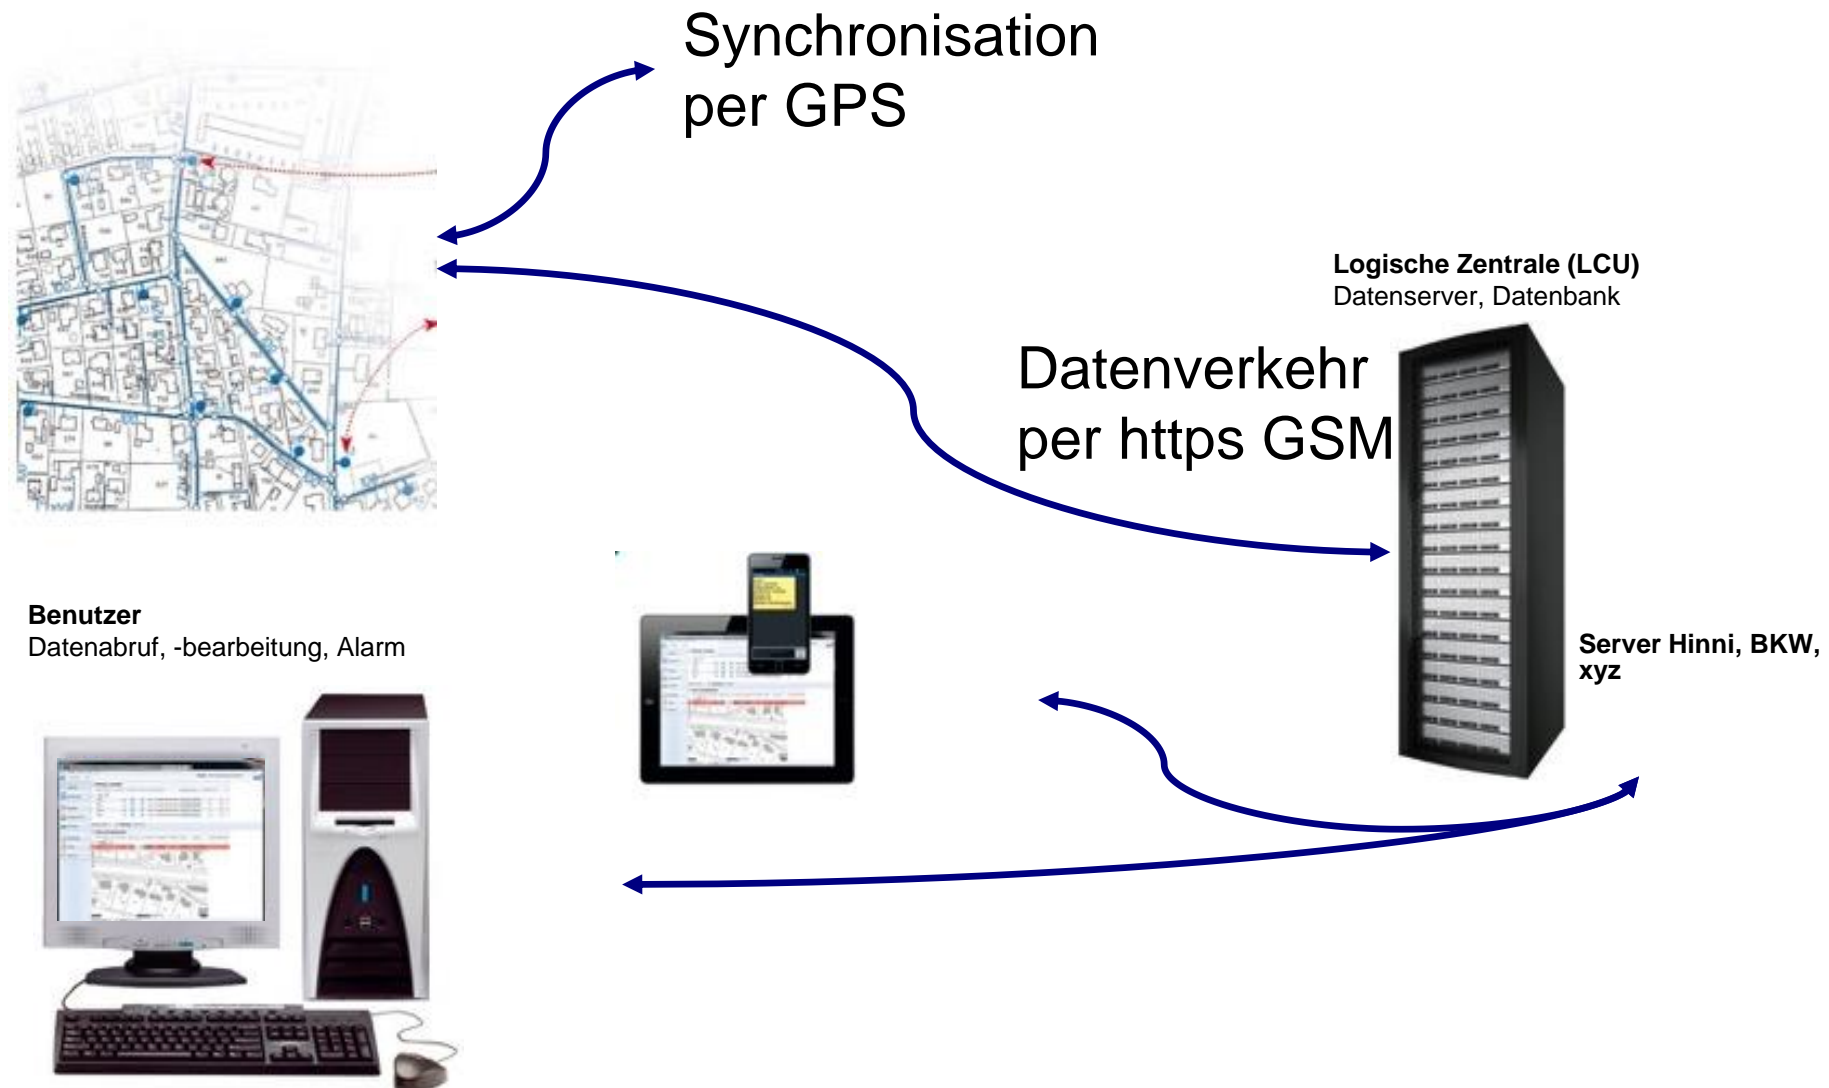 Synchronisation
per GPS
Logische Zentrale (LCU)
Datenserver, Datenbank
Datenverkehr
per https GSM
Benutzer
Datenabruf, -bearbeitung, Alarm
Server Hinni, BKW,
xyz